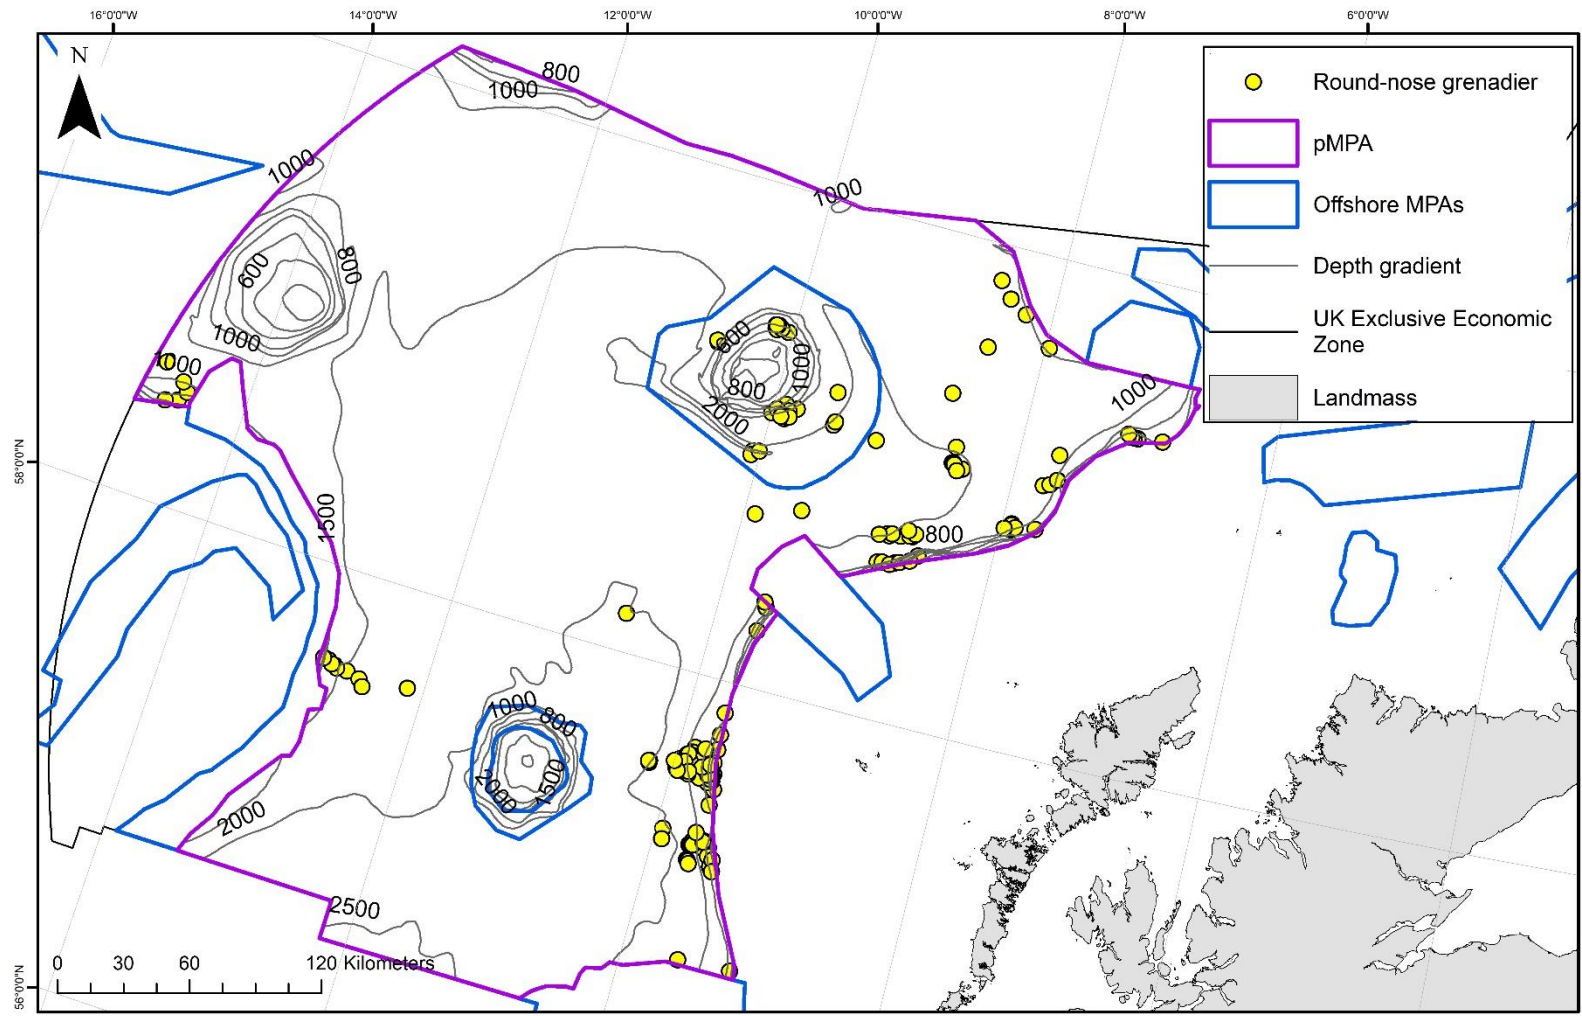 16°0'0"W 14°0'0"W 12°0'0"W 10°0'0"W 8°0'0"W 6°0'0"W
N
800
1000
Round-nose grenadier
pMPA
1000
1000
Offshore MPAs
600
800
Depth gradient
1000
UK Exclusive Economic
Zone
600
1000
1000
800
1000
Landmass
2000
58°0'0"N
1500
800
1000
800
2000
1500
2000
2500
0 30 60 120 Kilometers
56°0'0"N